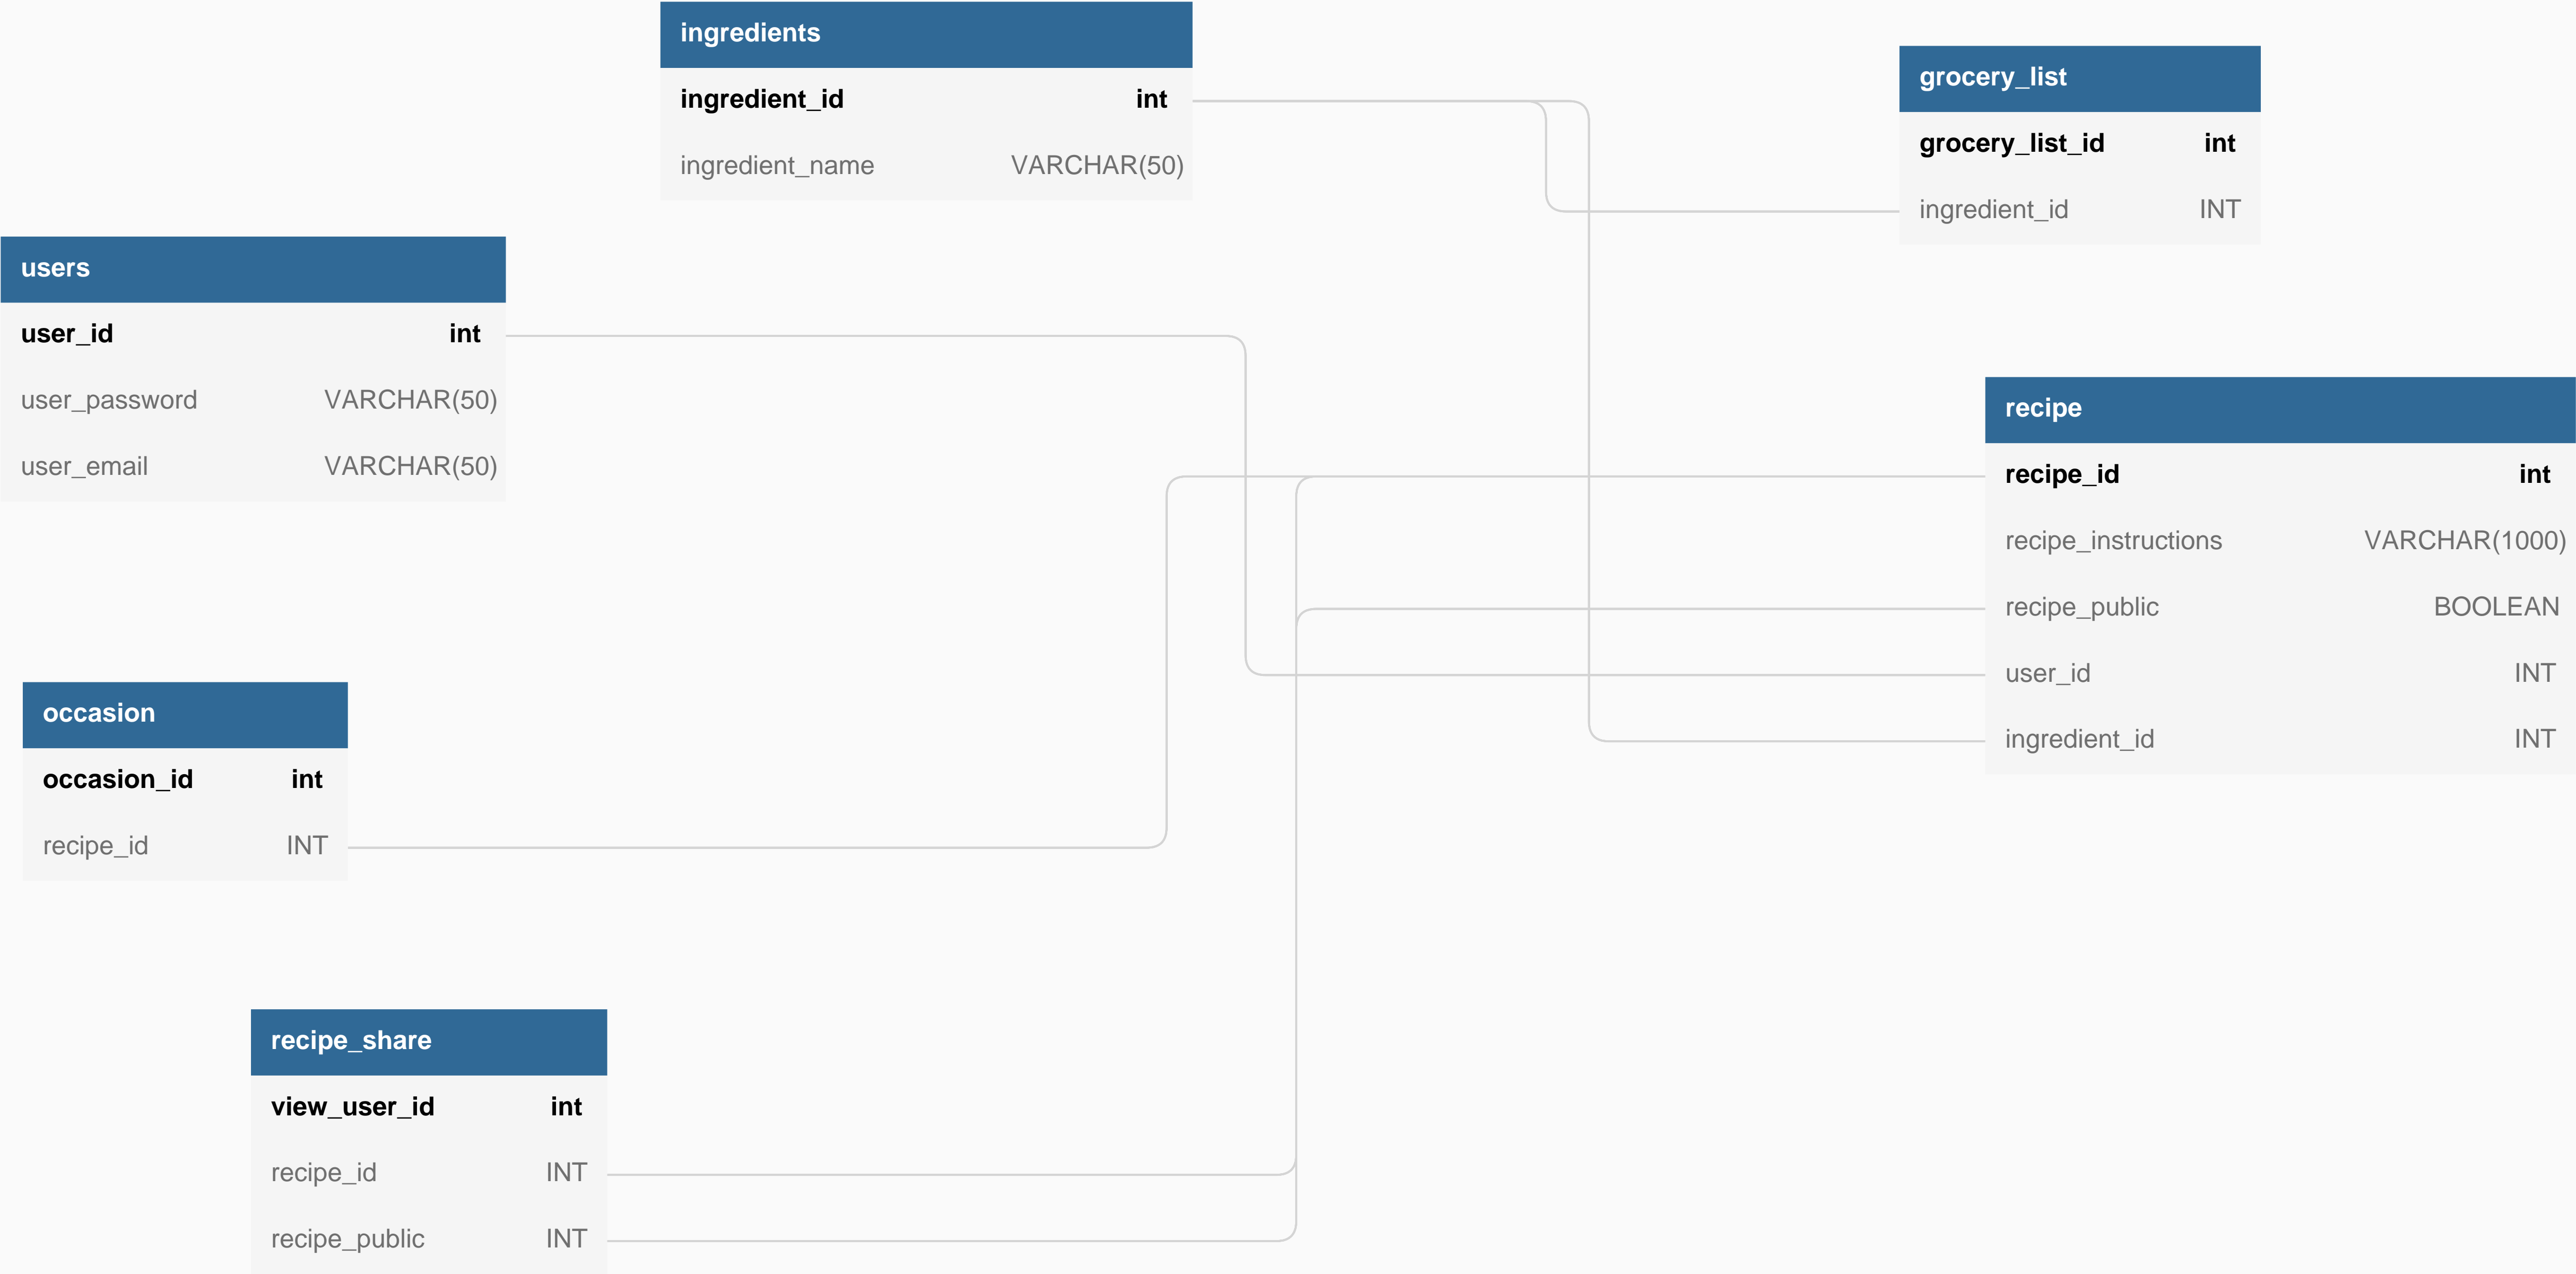 ingredients
ingredient_id int
ingredient_name VARCHAR(50)
grocery_list
grocery_list_id int
ingredient_id INT
users
user_id int
user_password VARCHAR(50)
user_email VARCHAR(50)
recipe
recipe_id int
recipe_instructions VARCHAR(1000)
recipe_public BOOLEAN
user_id INT
ingredient_id INT
occasion
occasion_id int
recipe_id INT
recipe_share
view_user_id int
recipe_id INT
recipe_public INT